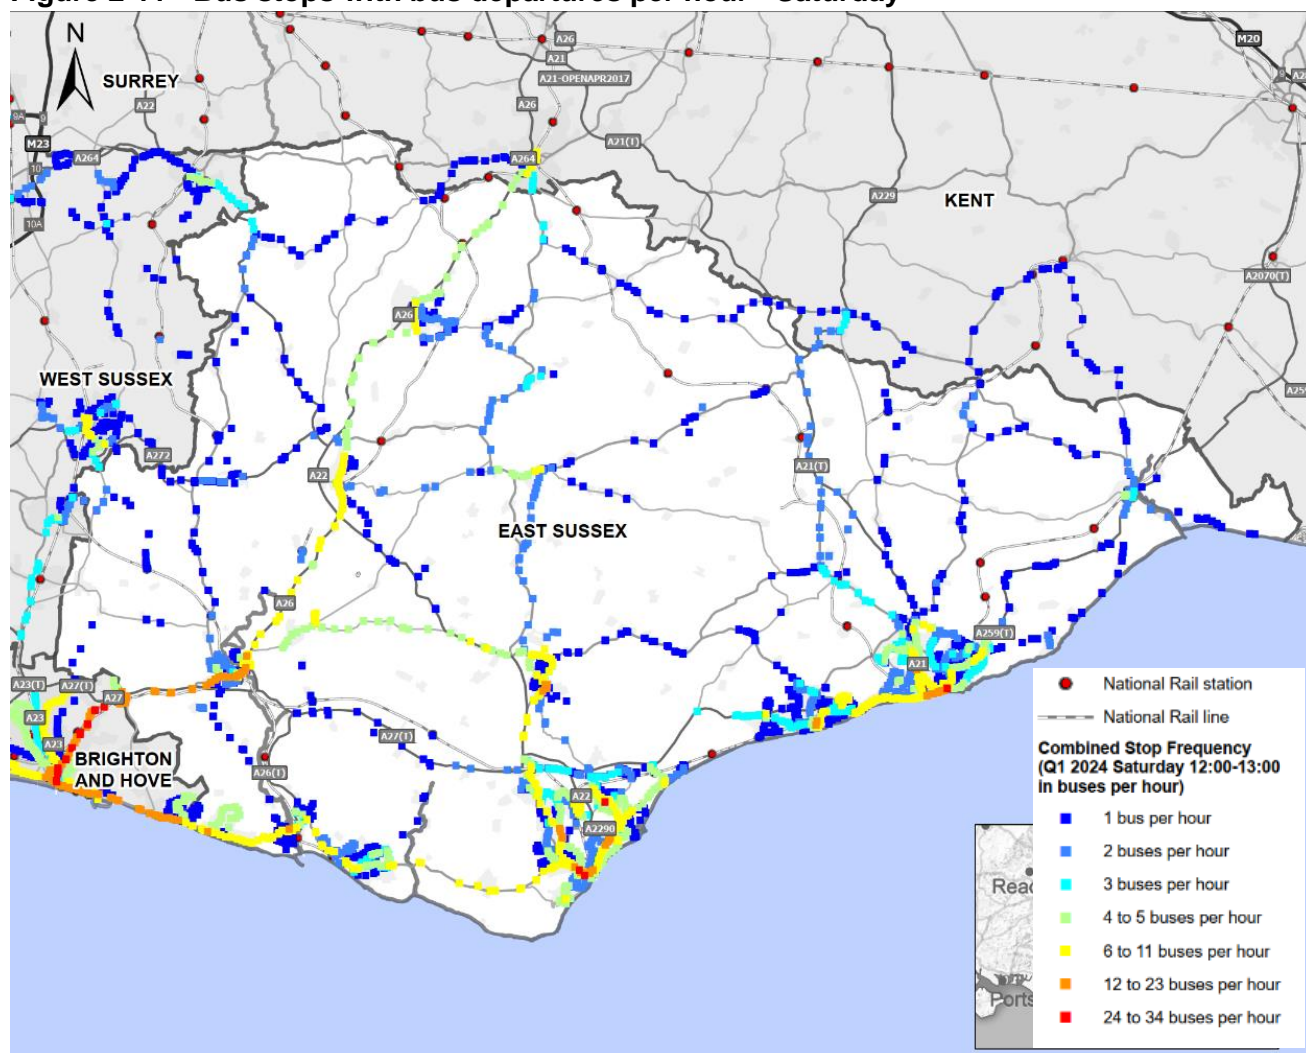 N
SURREY
A26
A21
A21-OPENAPR2017
M20
A22
A26
M23
A264
A264
A21(T)
10
10A
A229
KENT
A2070(T)
A26
WEST SUSSEX
A272
A22
A21(T)
EAST SUSSEX
A26
A259(T)
A21
A23(T)
A27(T)
A27
A23
A23
A27(T)
BRIGHTON
AND HOVE
A26(T)
A22
A2290
National Rail station
National Rail line
Combined Stop Frequency
(Q1 2024 Saturday 12:00-13:00
in buses per hour)
1 bus per hour
2 buses per hour
3 buses per hour
4 to 5 buses per hour
6 to 11 buses per hour
12 to 23 buses per hour
24 to 34 buses per hour
Read
Ports